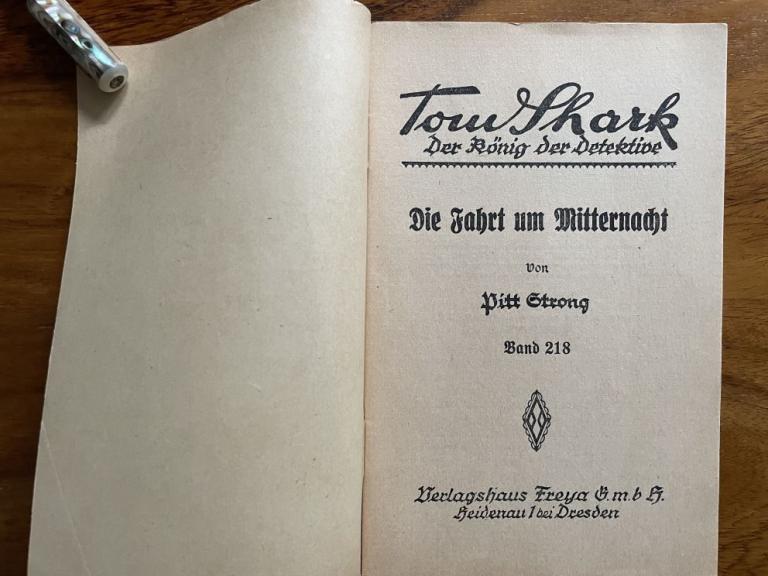 Tom Shark
Der König der Detektive
Die Fahrt um Mitternacht
von
Pitt Strong
Band 218
Verlagshaus Freya G.m.b H.
Heidenau 1 bei Dresden